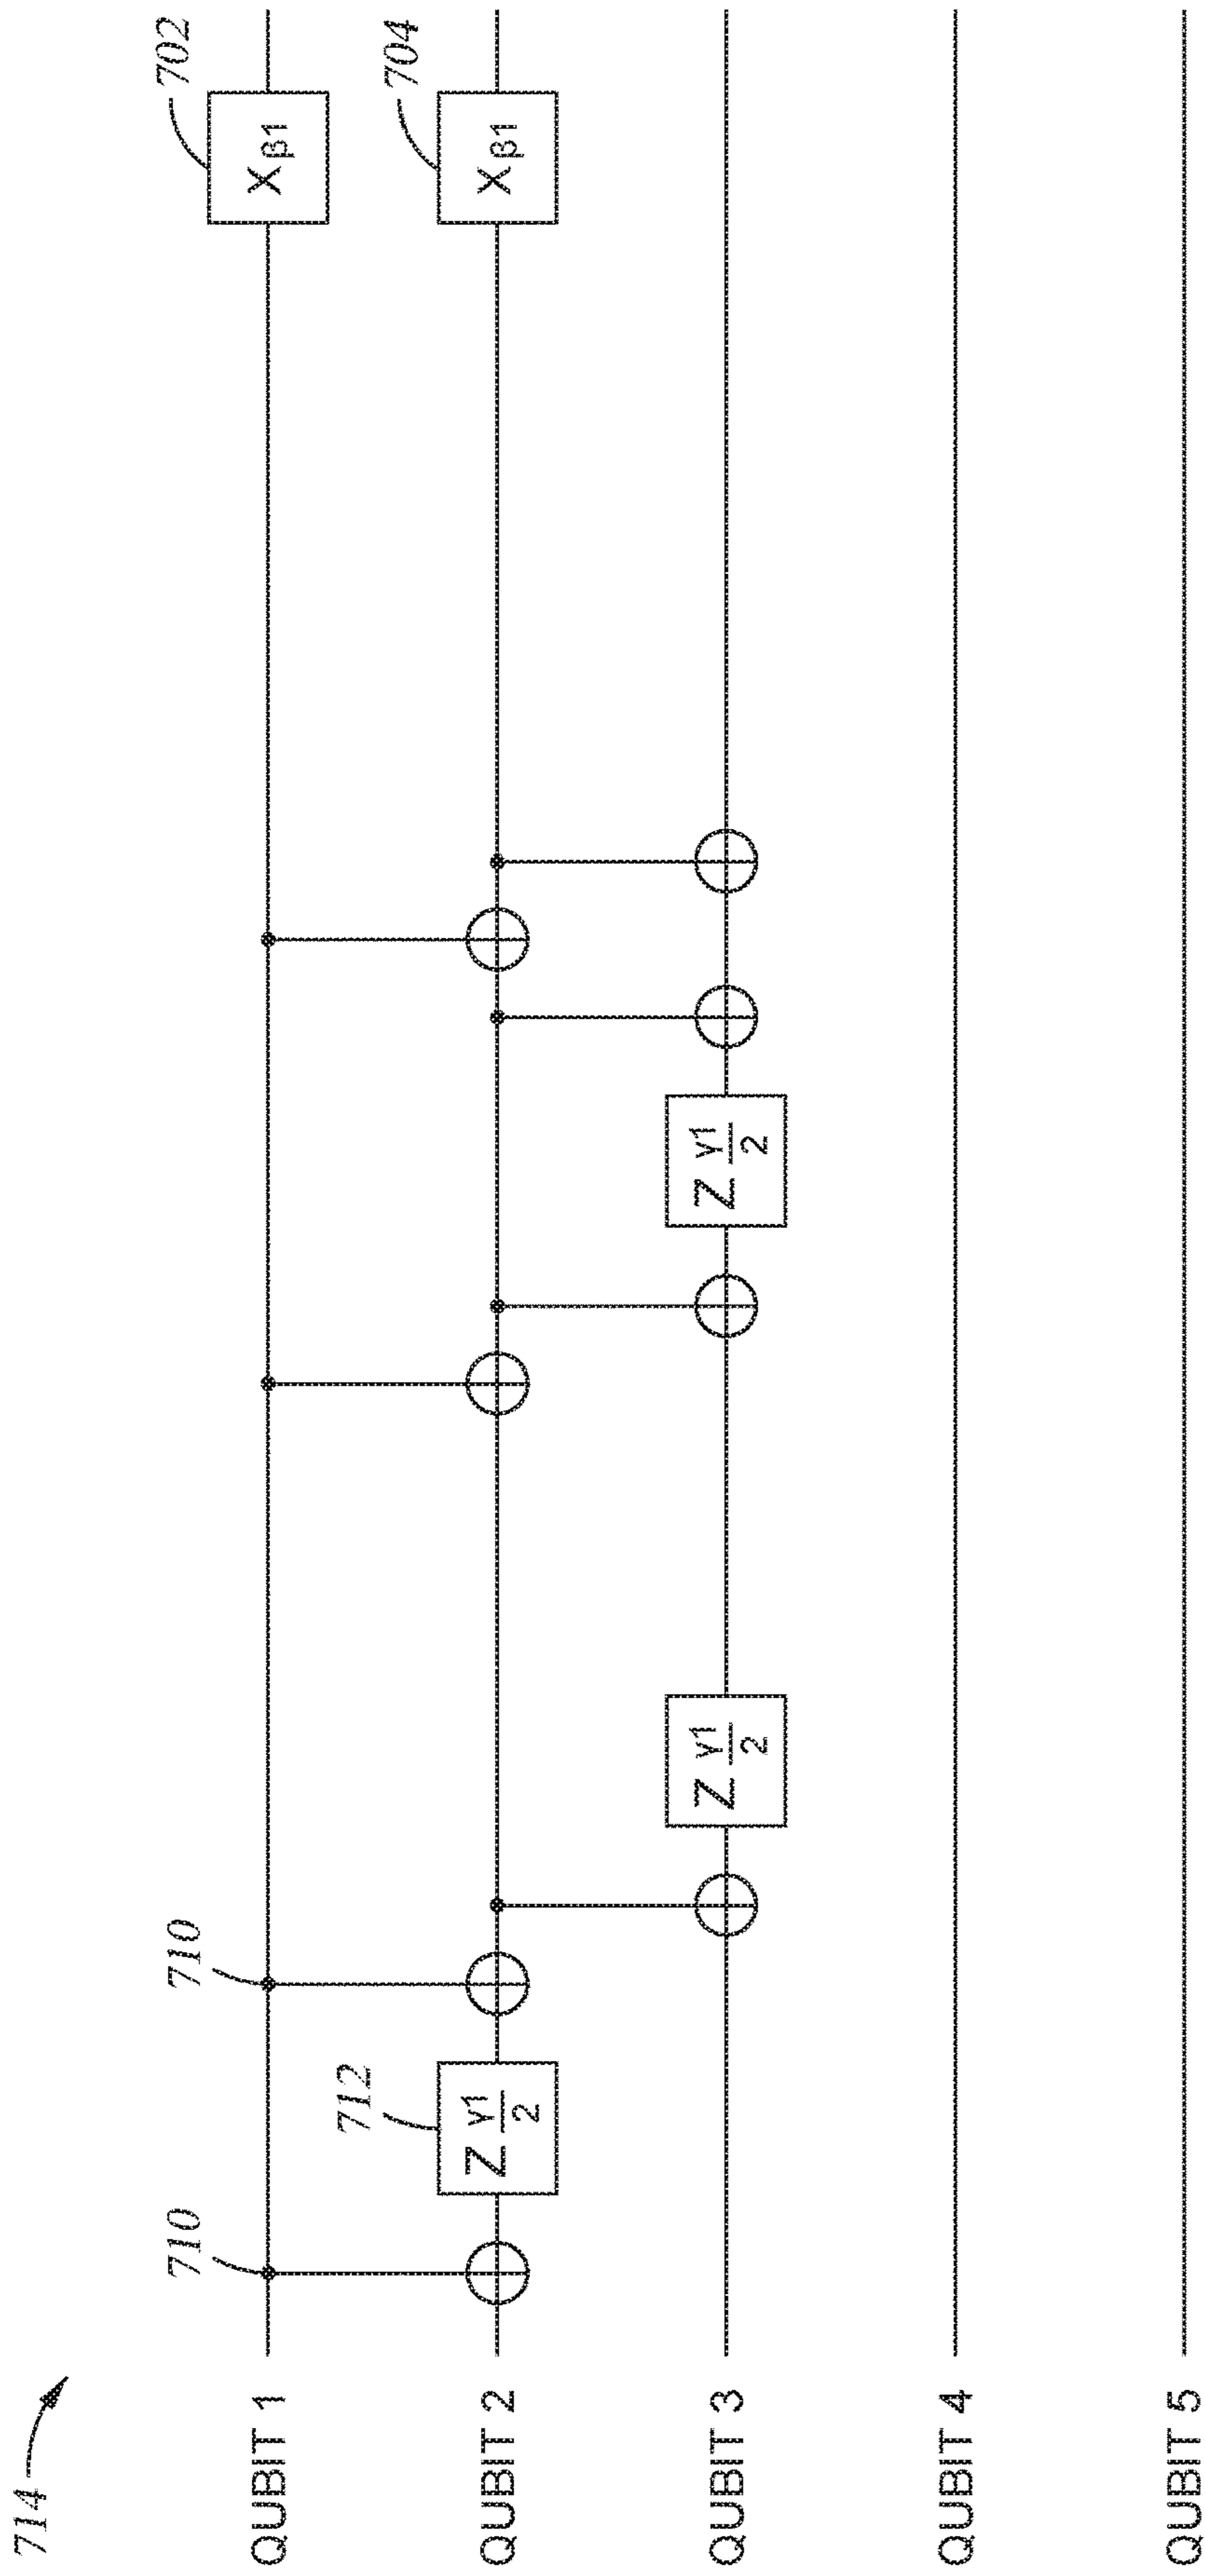 714
QUBIT 1
710
710
702
X β1
QUBIT 2
712
Z γ1/2
704
X β1
QUBIT 3
Z γ1/2
Z γ1/2
QUBIT 4
QUBIT 5